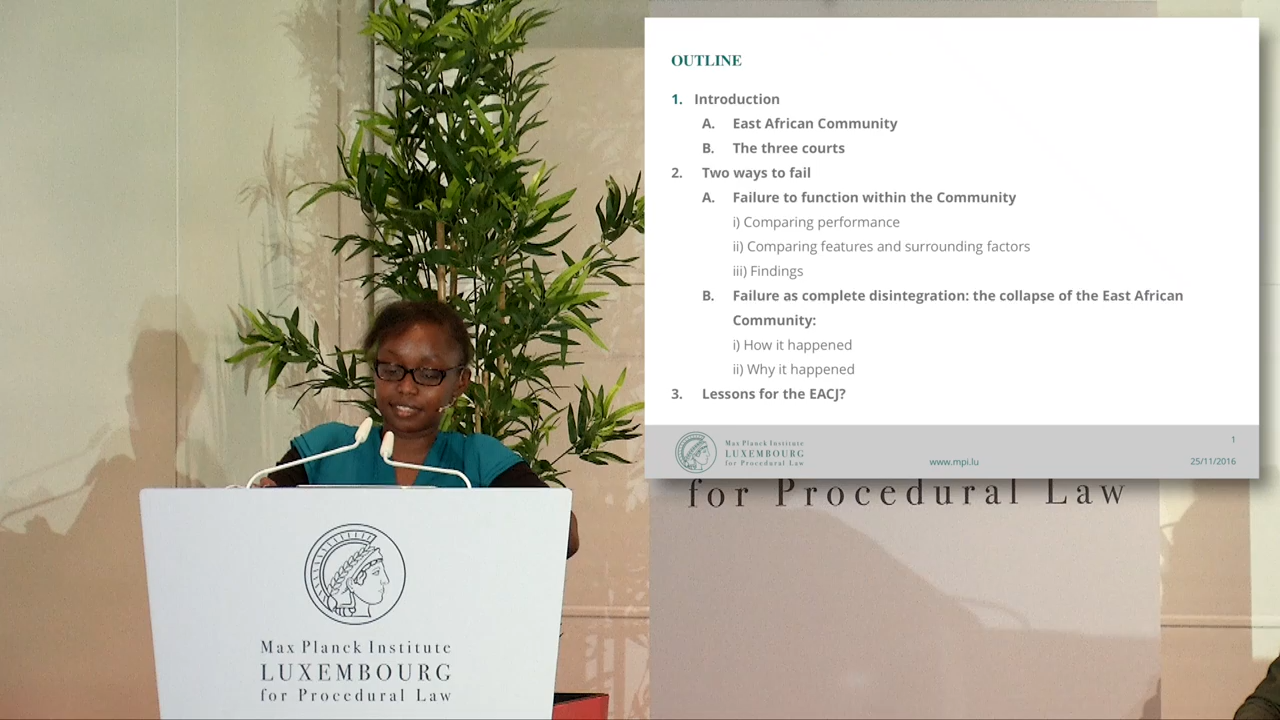 OUTLINE
1. Introduction
A. East African Community
B. The three courts
2. Two ways to fail
A. Failure to function within the Community
i) Comparing performance
ii) Comparing features and surrounding factors
iii) Findings
B. Failure as complete disintegration: the collapse of the East African
Community:
i) How it happened
ii) Why it happened
3. Lessons for the EACJ?
Max Planck Institute
LUXEMBOURG
for Procedural Law
www.mpi.lu
1
25/11/2016
for Procedural Law
Max Planck Institute
LUXEMBOURG
for Procedural Law